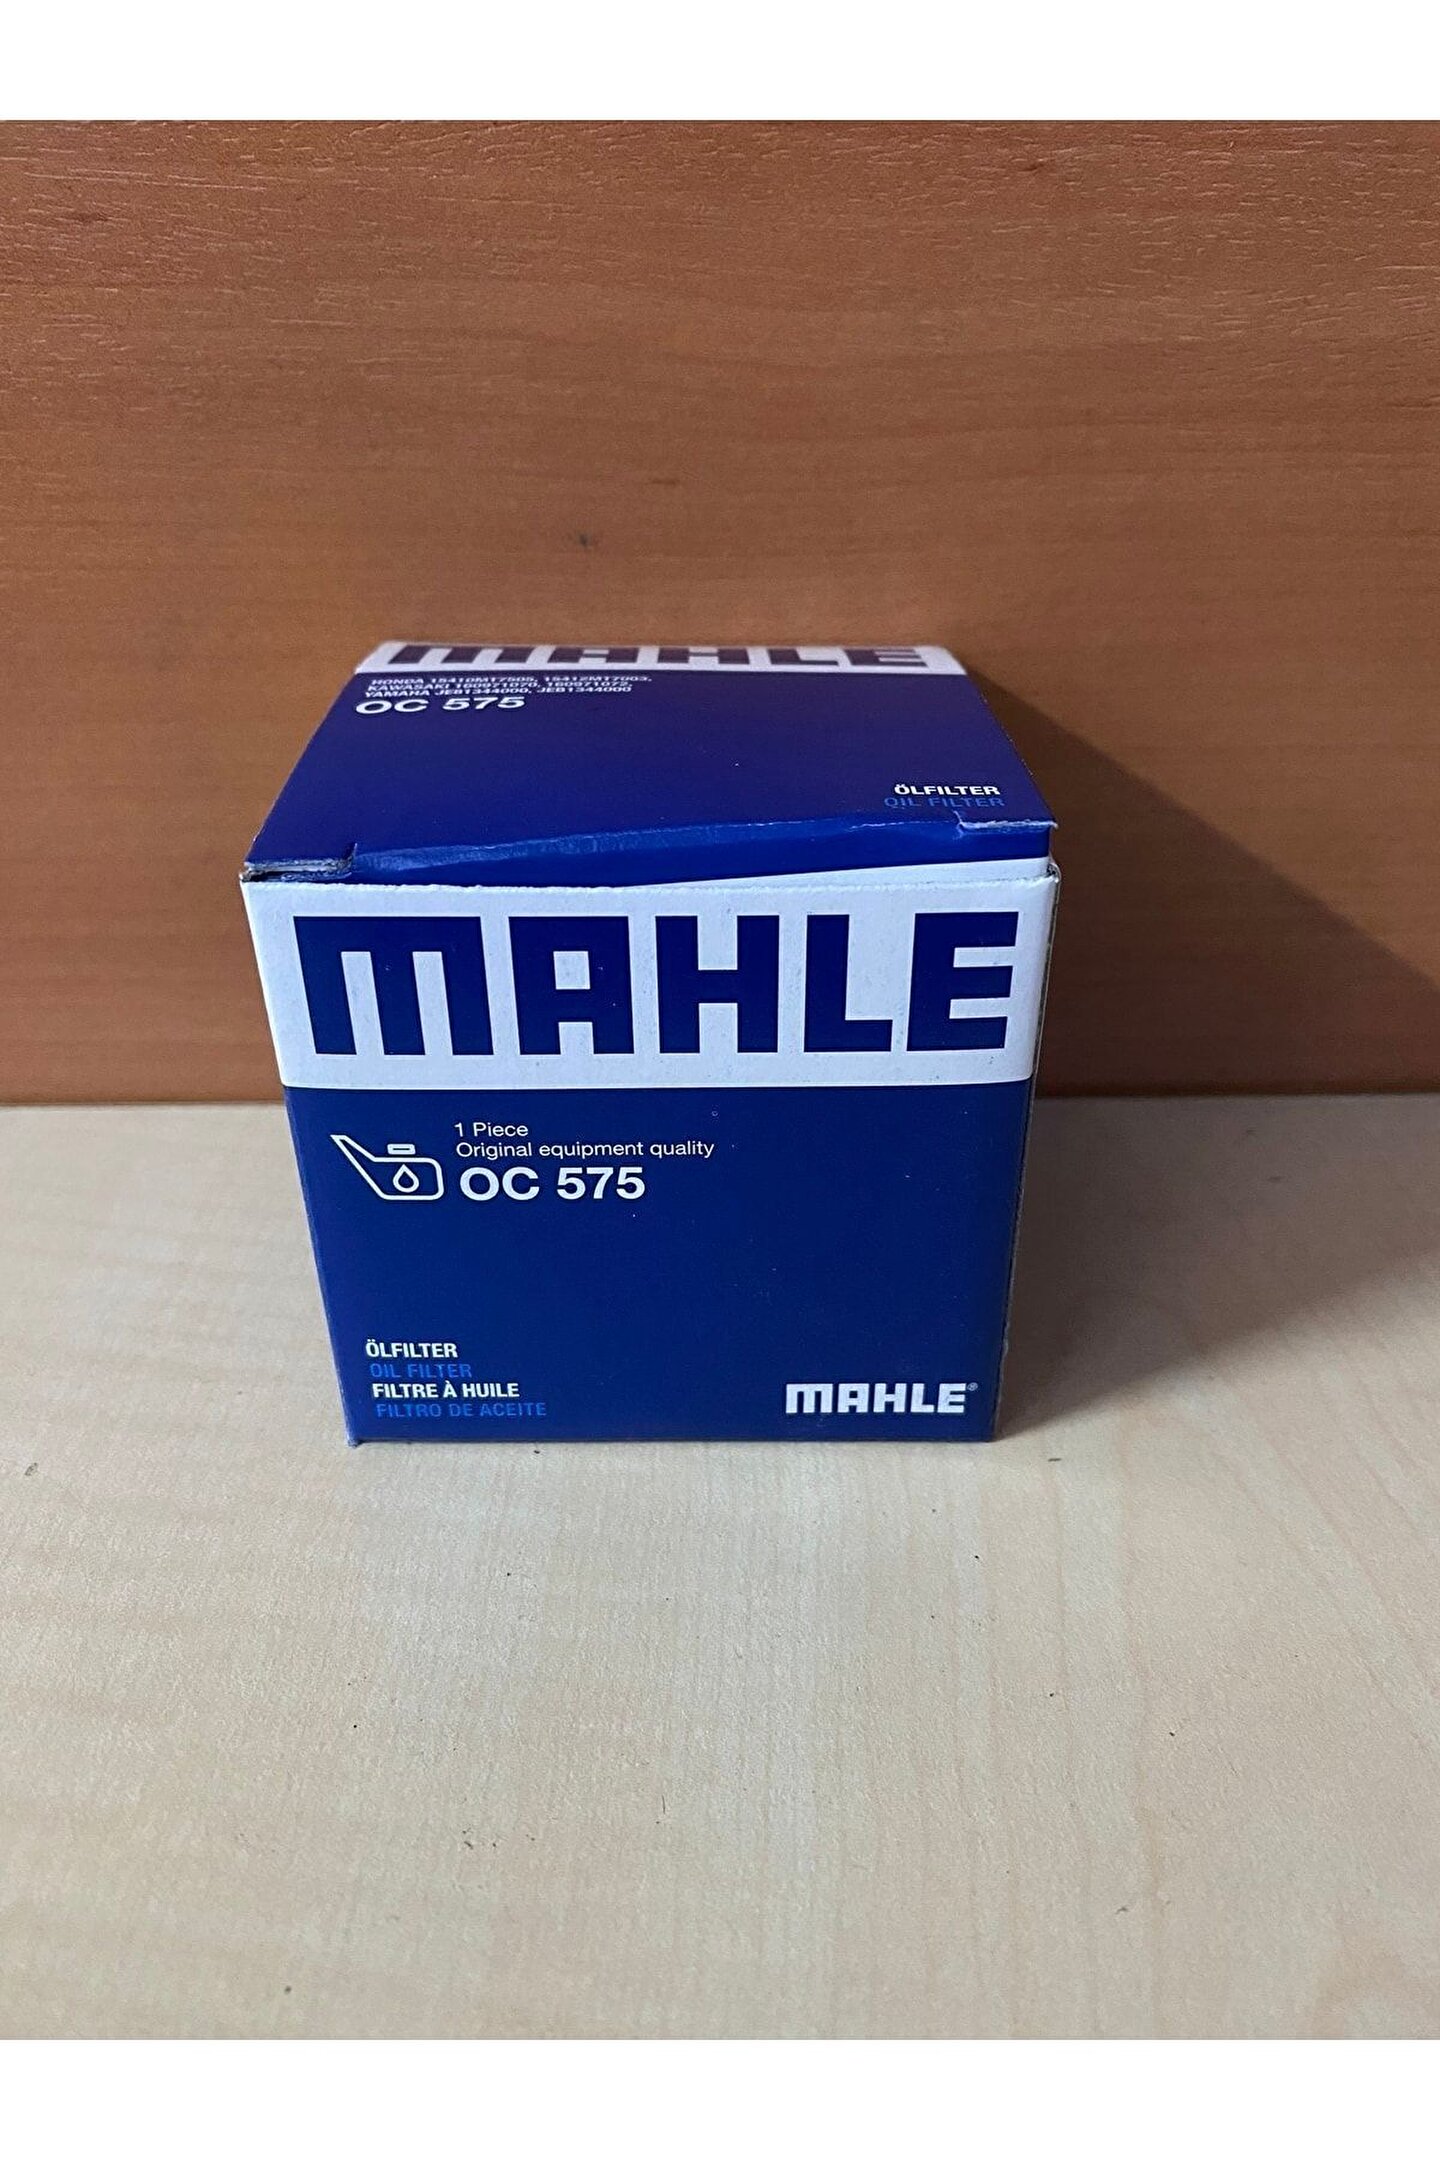 MAHLE
HONDA 15410MT7505, 15412MT7003,
KAWASAKI 160971070, 160971072,
YAMAHA JEB1344000, JEB1344000
OC 575
ÖLFILTER
OIL FILTER
MAHLE
1 Piece
Original equipment quality
OC 575
ÖLFILTER
OIL FILTER
FILTRE À HUILE
FILTRO DE ACEITE
MAHLE®